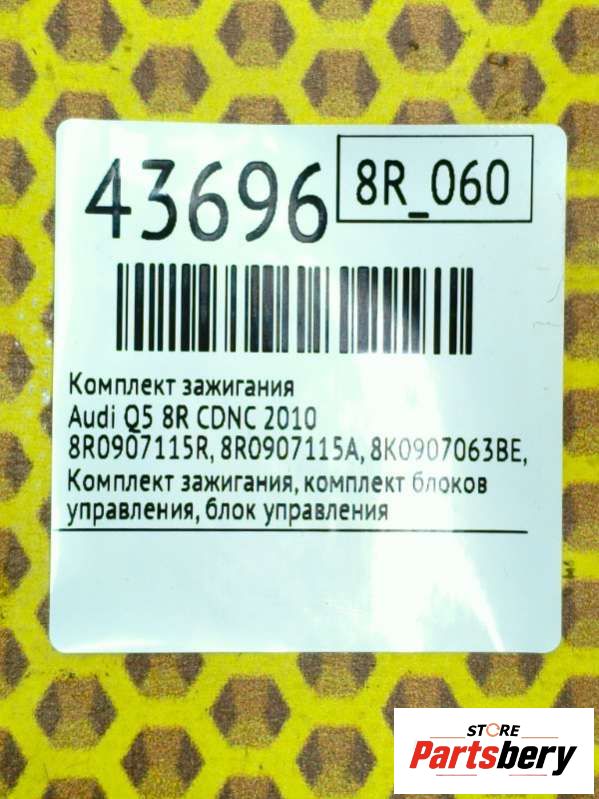 43696
8R_060
Комплект зажигания
Audi Q5 8R CDNC 2010
8R0907115R, 8R0907115A, 8K0907063BE,
Комплект зажигания, комплект блоков
управления, блок управления
STORE
Partsbery